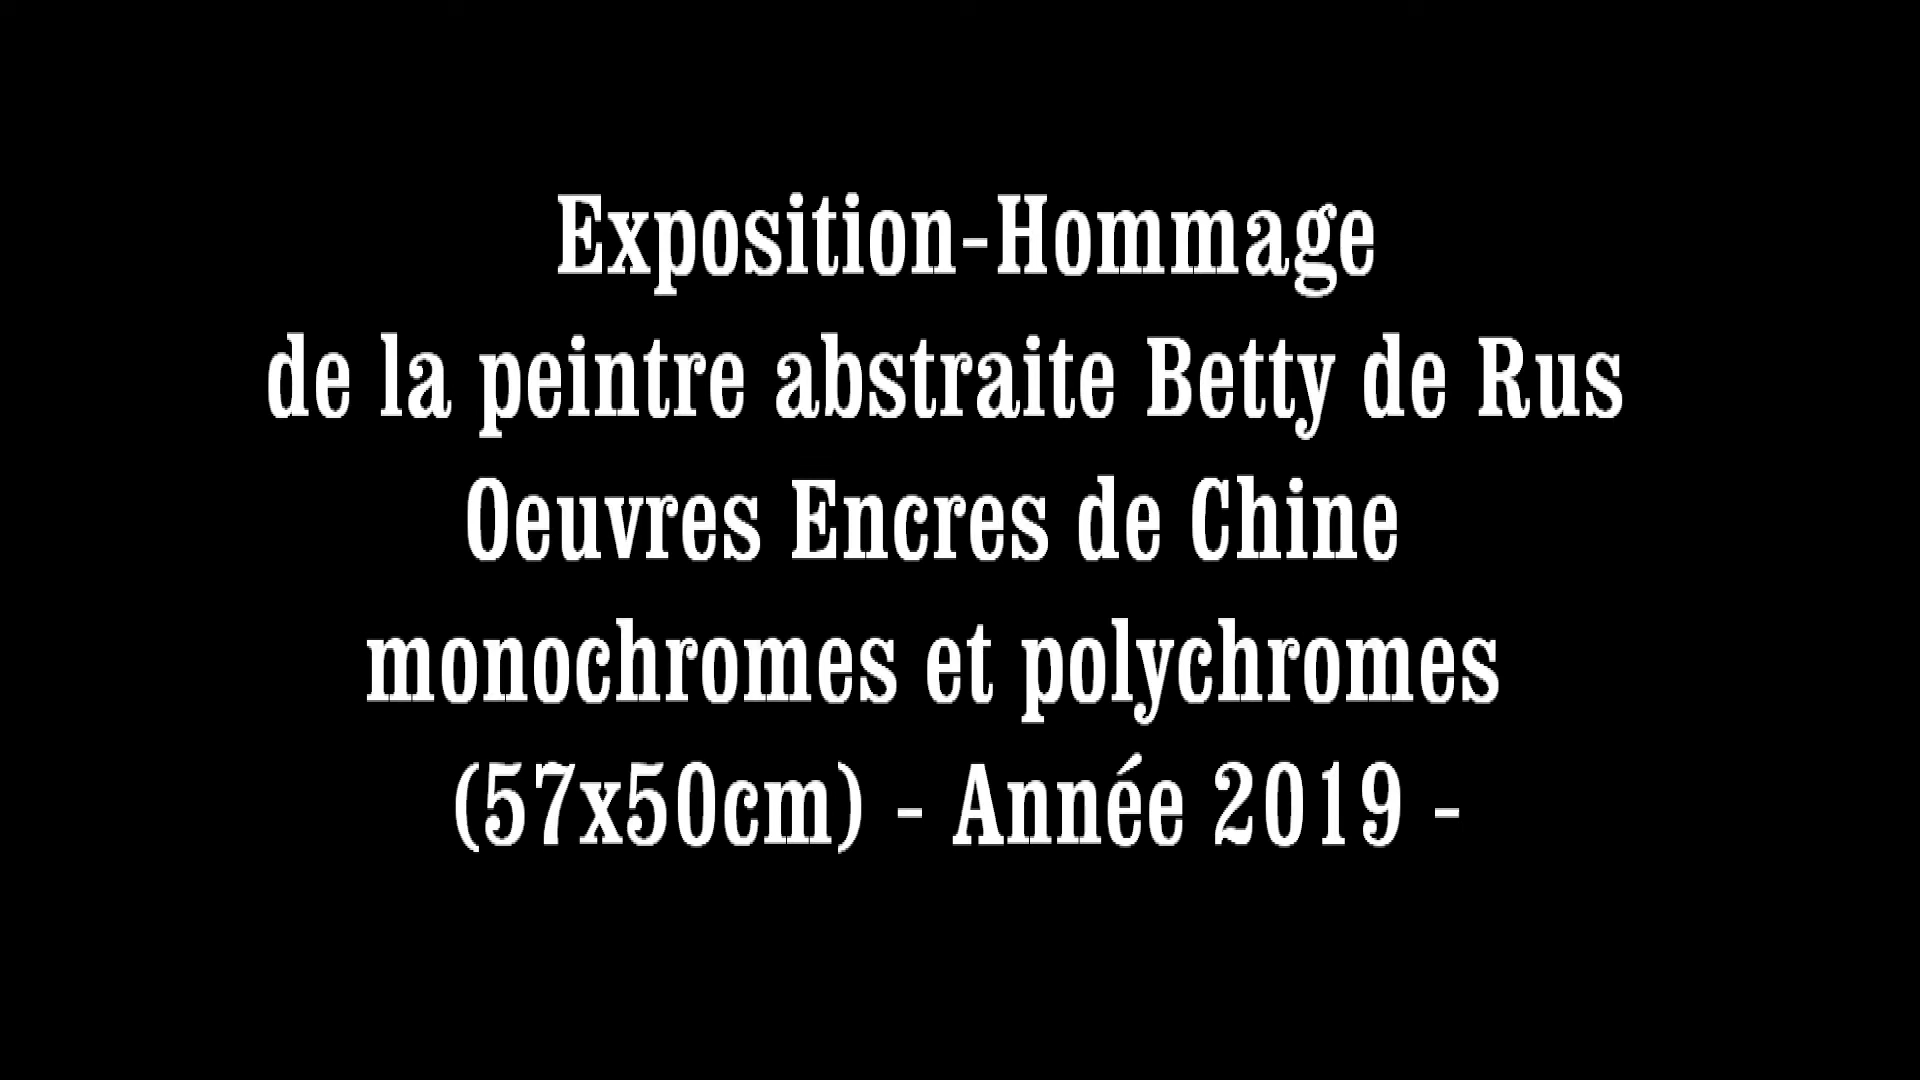 Exposition-Hommage
de la peintre abstraite Betty de Rus
Oeuvres Encres de Chine
monochromes et polychromes
(57x50cm) - Année 2019 -